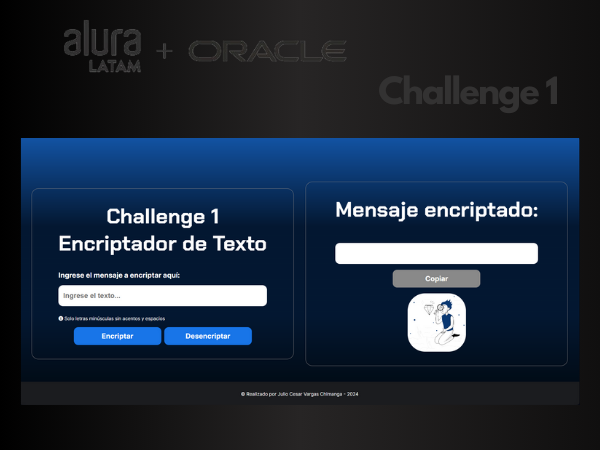 alura
LATAM
+ ORACLE
Challenge 1
Challenge 1
Encriptador de Texto
Ingrese el mensaje a encriptar aquí:
Ingrese el texto...
Solo letras minúsculas sin acentos y espacios
Encriptar
Desencriptar
Mensaje encriptado:
Copiar
© Realizado por Julio Cesar Vargas Chimanga - 2024